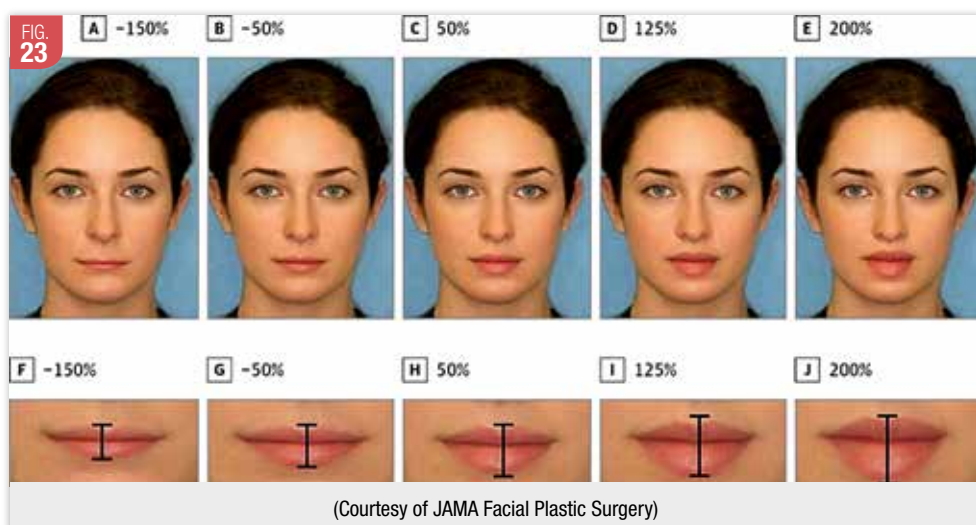 FIG.
23
A -150%
B -50%
C 50%
D 125%
E 200%
F -150%
G -50%
H 50%
I 125%
J 200%
(Courtesy of JAMA Facial Plastic Surgery)